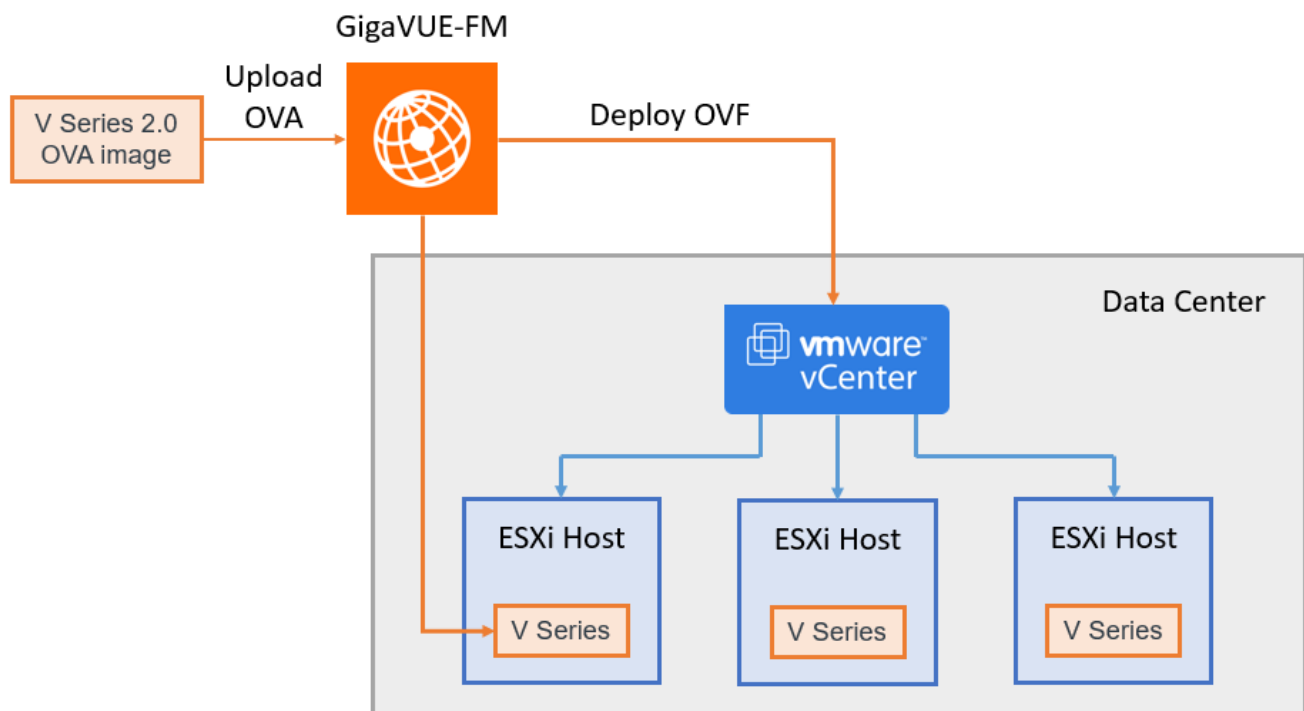 GigaVUE-FM
Upload
OVA
V Series 2.0
OVA image
Deploy OVF
Data Center
vmware™
vCenter
ESXi Host
ESXi Host
ESXi Host
V Series
V Series
V Series